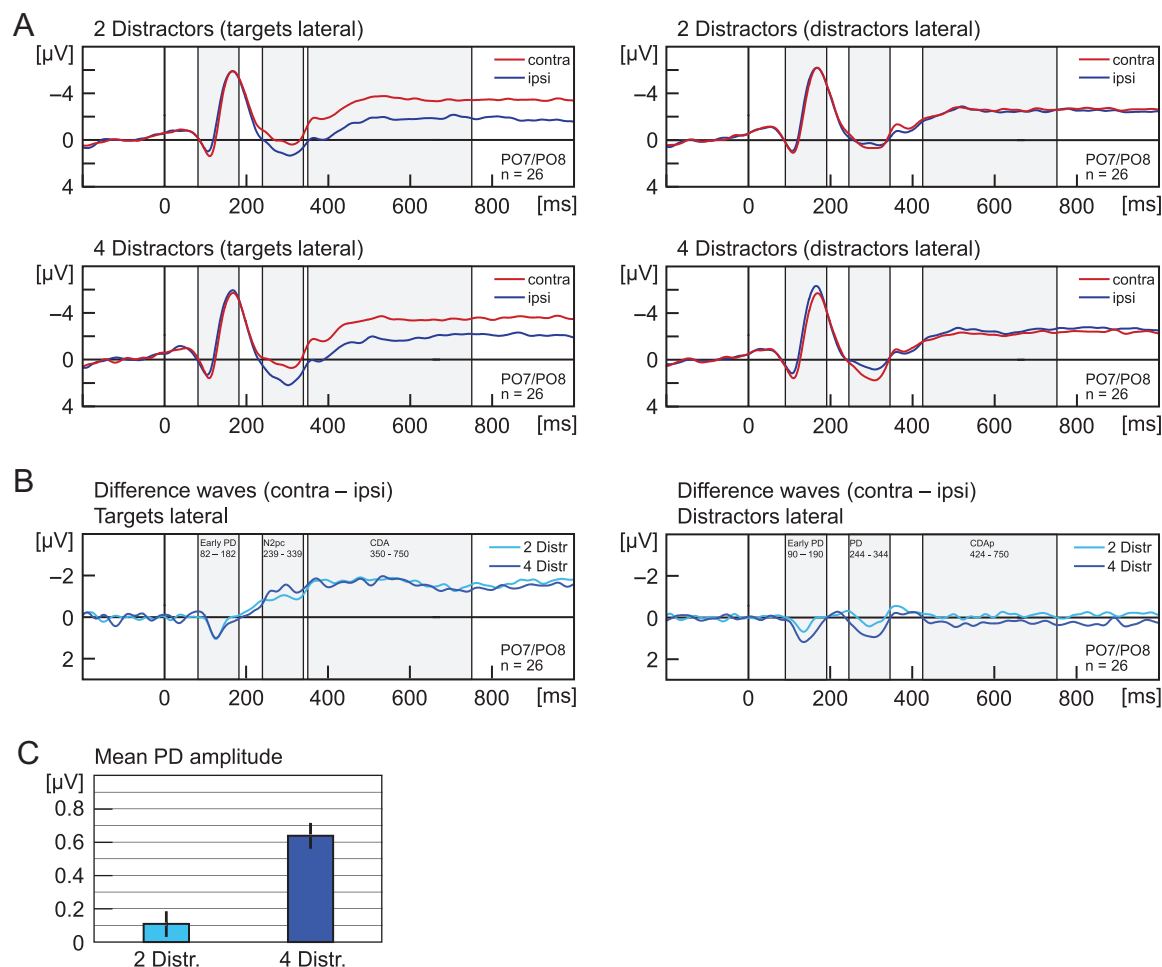 A
2 Distractors (targets lateral)
[µV]
contra
ipsi
–4
0
4
PO7/PO8
n = 26
0 200 400 600 800 [ms]
2 Distractors (distractors lateral)
[µV]
contra
ipsi
–4
0
4
PO7/PO8
n = 26
0 200 400 600 800 [ms]
4 Distractors (targets lateral)
[µV]
contra
ipsi
–4
0
4
PO7/PO8
n = 26
0 200 400 600 800 [ms]
4 Distractors (distractors lateral)
[µV]
contra
ipsi
–4
0
4
PO7/PO8
n = 26
0 200 400 600 800 [ms]
B
Difference waves (contra – ipsi)
Targets lateral
[µV]
Early PD
82 – 182
N2pc
239 - 339
CDA
350 - 750
2 Distr
4 Distr
–2
0
2
PO7/PO8
n = 26
0 200 400 600 800 [ms]
Difference waves (contra – ipsi)
Distractors lateral
[µV]
Early PD
90 – 190
PD
244 - 344
CDAp
424 - 750
2 Distr
4 Distr
–2
0
2
PO7/PO8
n = 26
0 200 400 600 800 [ms]
C
Mean PD amplitude
[µV]
0.8
0.6
0.4
0.2
0
2 Distr. 4 Distr.